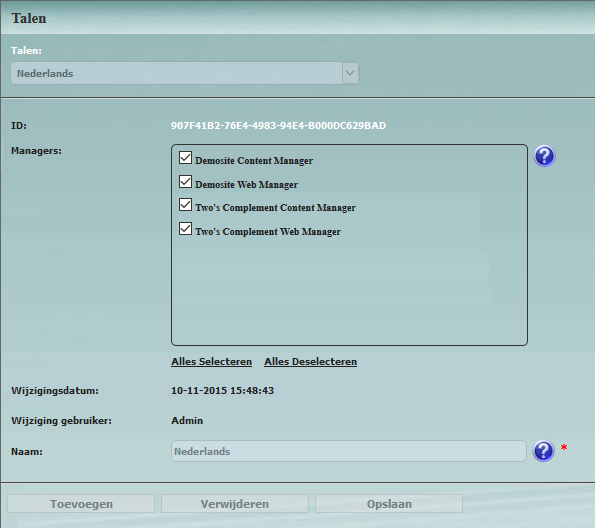 Talen
Talen:
Nederlands
ID: 907F41B2-76E4-4983-94E4-B000DC629BAD
Managers:
Demosite Content Manager
Demosite Web Manager
Two's Complement Content Manager
Two's Complement Web Manager
Alles Selecteren Alles Deselecteren
Wijzigingsdatum: 10-11-2015 15:48:43
Wijziging gebruiker: Admin
Naam: Nederlands *
Toevoegen Verwijderen Opslaan